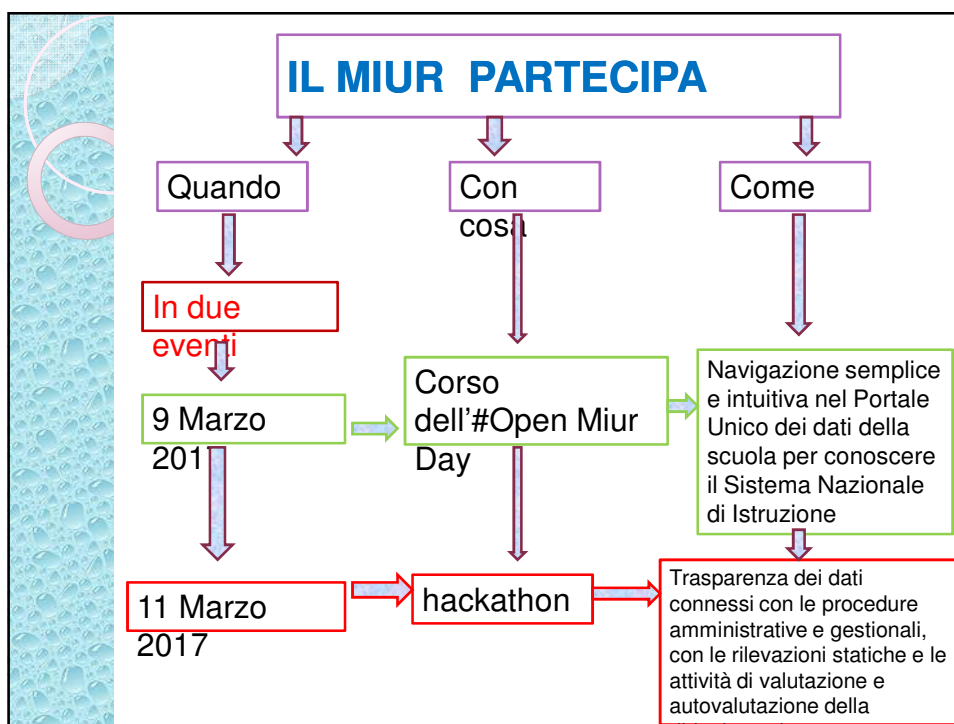 IL MIUR PARTECIPA
Quando
Con
cosa
Come
In due
eventi
9 Marzo
201
Corso
dell'#Open Miur
Day
Navigazione semplice
e intuitiva nel Portale
Unico dei dati della
scuola per conoscere
il Sistema Nazionale
di Istruzione
11 Marzo
2017
hackathon
Trasparenza dei dati
connessi con le procedure
amministrative e gestionali,
con le rilevazioni statiche e le
attività di valutazione e
autovalutazione della